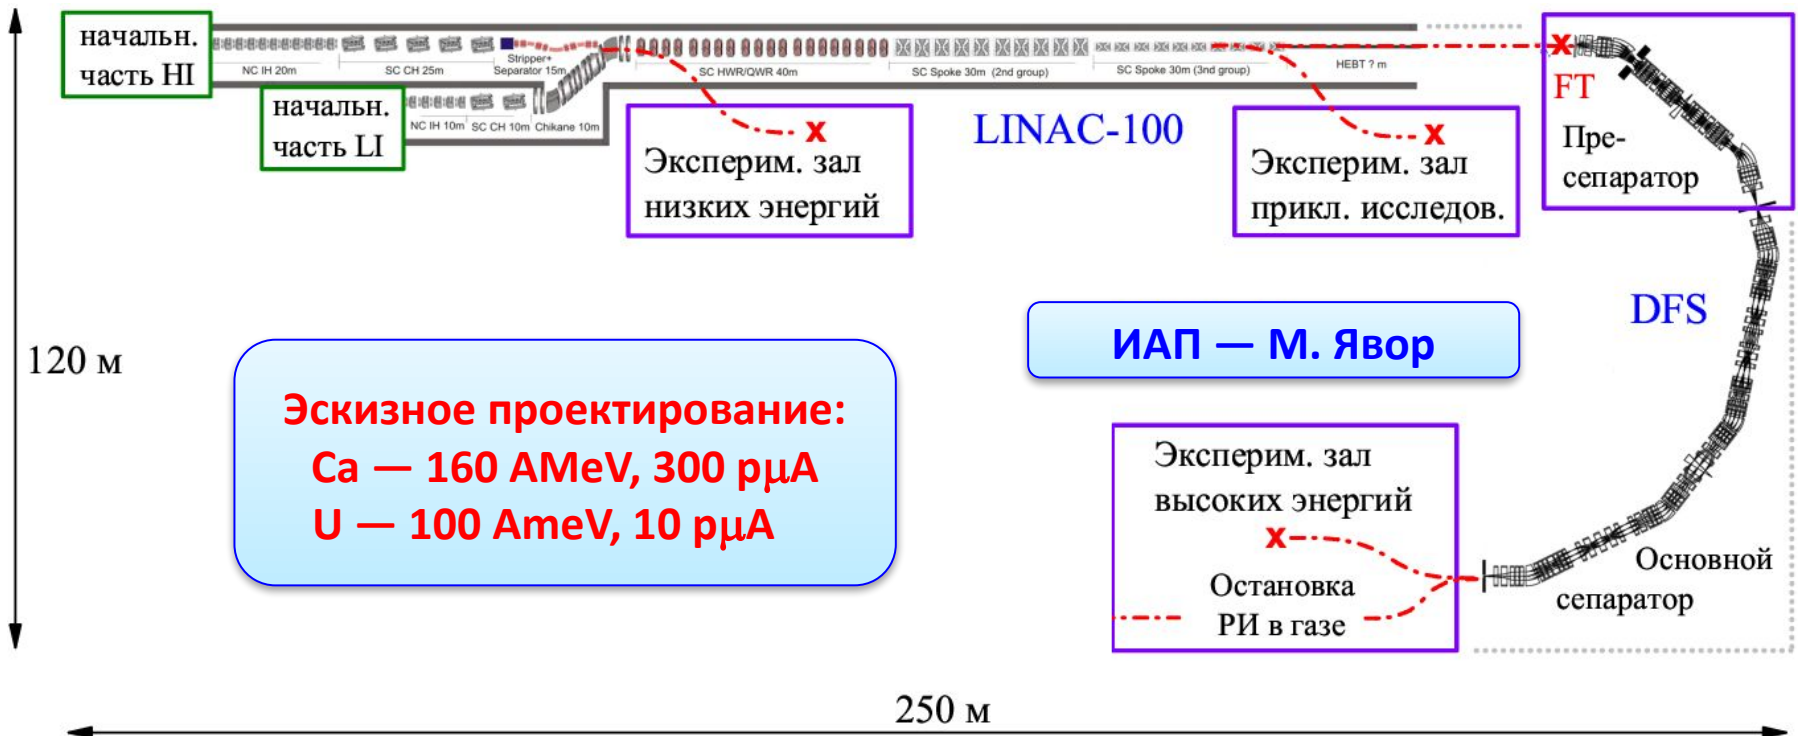 начальн.
часть HI
NC IH 20m
SC CH 25m
Stripper+
Separator 15m
SC HWR/QWR 40m
SC Spoke 30m (2nd group)
SC Spoke 30m (3nd group)
HEBT ? m
начальн.
часть LI
NC IH 10m
SC CH 10m
Chikane 10m
x
Эксперим. зал
низких энергий
LINAC-100
x
Эксперим. зал
прикл. исследов.
x
FT
Пре-
сепаратор
DFS
120 м
Эскизное проектирование:
Ca — 160 AMeV, 300 pμA
U — 100 AmeV, 10 pμA
ИАП — М. Явор
Эксперим. зал
высоких энергий
x
Остановка
РИ в газе
Основной
сепаратор
250 м